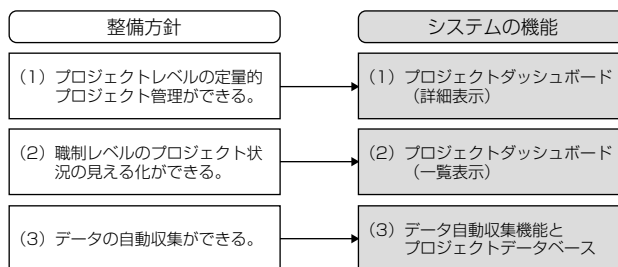 整備方針
システムの機能
（1）プロジェクトレベルの定量的
プロジェクト管理ができる。
（1）プロジェクトダッシュボード
（詳細表示）
（2）職制レベルのプロジェクト状
況の見える化ができる。
（2）プロジェクトダッシュボード
（一覧表示）
（3）データの自動収集ができる。
（3）データ自動収集機能と
プロジェクトデータベース